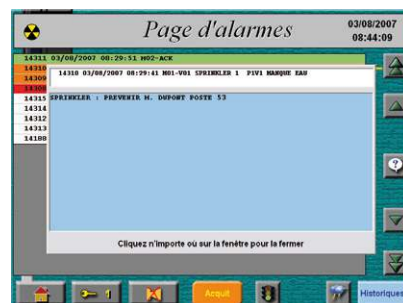 Page d'alarmes
03/08/2007
08:44:09
14311 03/08/2007 08:29:51 M02-ACK
14310
14310 03/08/2007 08:29:41 M01-V01 SPRINKLER 1 P1V1 MANQUE EAU
14309
14308
14315
SPRINKLER : PREVENIR M. DUPONT POSTE 53
14314
14312
14313
14188
Cliquez n'importe où sur la fenêtre pour la fermer
1
Acquit
Historiques